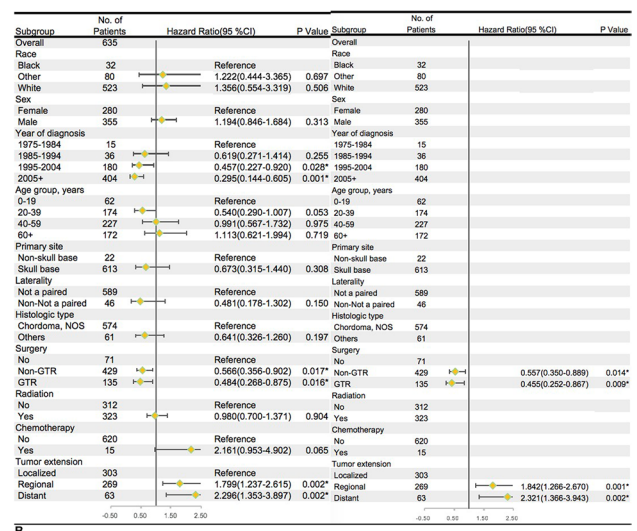 No. of
Subgroup Patients Hazard Ratio(95 %CI) P Value
Overall 635
Race
Black 32 Reference
Other 80 1.222(0.444-3.365) 0.697
White 523 1.356(0.554-3.319) 0.506
Sex
Female 280 Reference
Male 355 1.194(0.846-1.684) 0.313
Year of diagnosis
1975-1984 15 Reference
1985-1994 36 0.619(0.271-1.414) 0.255
1995-2004 180 0.457(0.227-0.920) 0.028*
2005+ 404 0.295(0.144-0.605) 0.001*
Age group, years
0-19 62 Reference
20-39 174 0.540(0.290-1.007) 0.053
40-59 227 0.991(0.567-1.732) 0.975
60+ 172 1.113(0.621-1.994) 0.719
Primary site
Non-skull base 22 Reference
Skull base 613 0.673(0.315-1.440) 0.308
Laterality
Not a paired 589 Reference
Non-Not a paired 46 0.481(0.178-1.302) 0.150
Histologic type
Chordoma, NOS 574 Reference
Others 61 0.641(0.326-1.260) 0.197
Surgery
No 71 Reference
Non-GTR 429 0.566(0.356-0.902) 0.017*
GTR 135 0.484(0.268-0.875) 0.016*
Radiation
No 312 Reference
Yes 323 0.980(0.700-1.371) 0.904
Chemotherapy
No 620 Reference
Yes 15 2.161(0.953-4.902) 0.065
Tumor extension
Localized 303 Reference
Regional 269 1.799(1.237-2.615) 0.002*
Distant 63 2.296(1.353-3.897) 0.002*
-0.50 0.50 1.50 2.50
No. of
Subgroup Patients Hazard Ratio(95 %CI) P Value
Overall
Race
Black 32
Other 80
White 523
Sex
Female 280
Male 355
Year of diagnosis
1975-1984 15
1985-1994 36
1995-2004 180
2005+ 404
Age group, years
0-19 62
20-39 174
40-59 227
60+ 172
Primary site
Non-skull base 22
Skull base 613
Laterality
Not a paired 589
Non-Not a paired 46
Histologic type
Chordoma, NOS 574
Others 61
Surgery
No 71
Non-GTR 429 0.557(0.350-0.889) 0.014*
GTR 135 0.455(0.252-0.867) 0.009*
Radiation
No 312
Yes 323
Chemotherapy
No 620
Yes 15
Tumor extension
Localized 303
Regional 269 1.842(1.266-2.670) 0.001*
Distant 63 2.321(1.366-3.943) 0.002*
-0.50 0.50 1.50 2.50